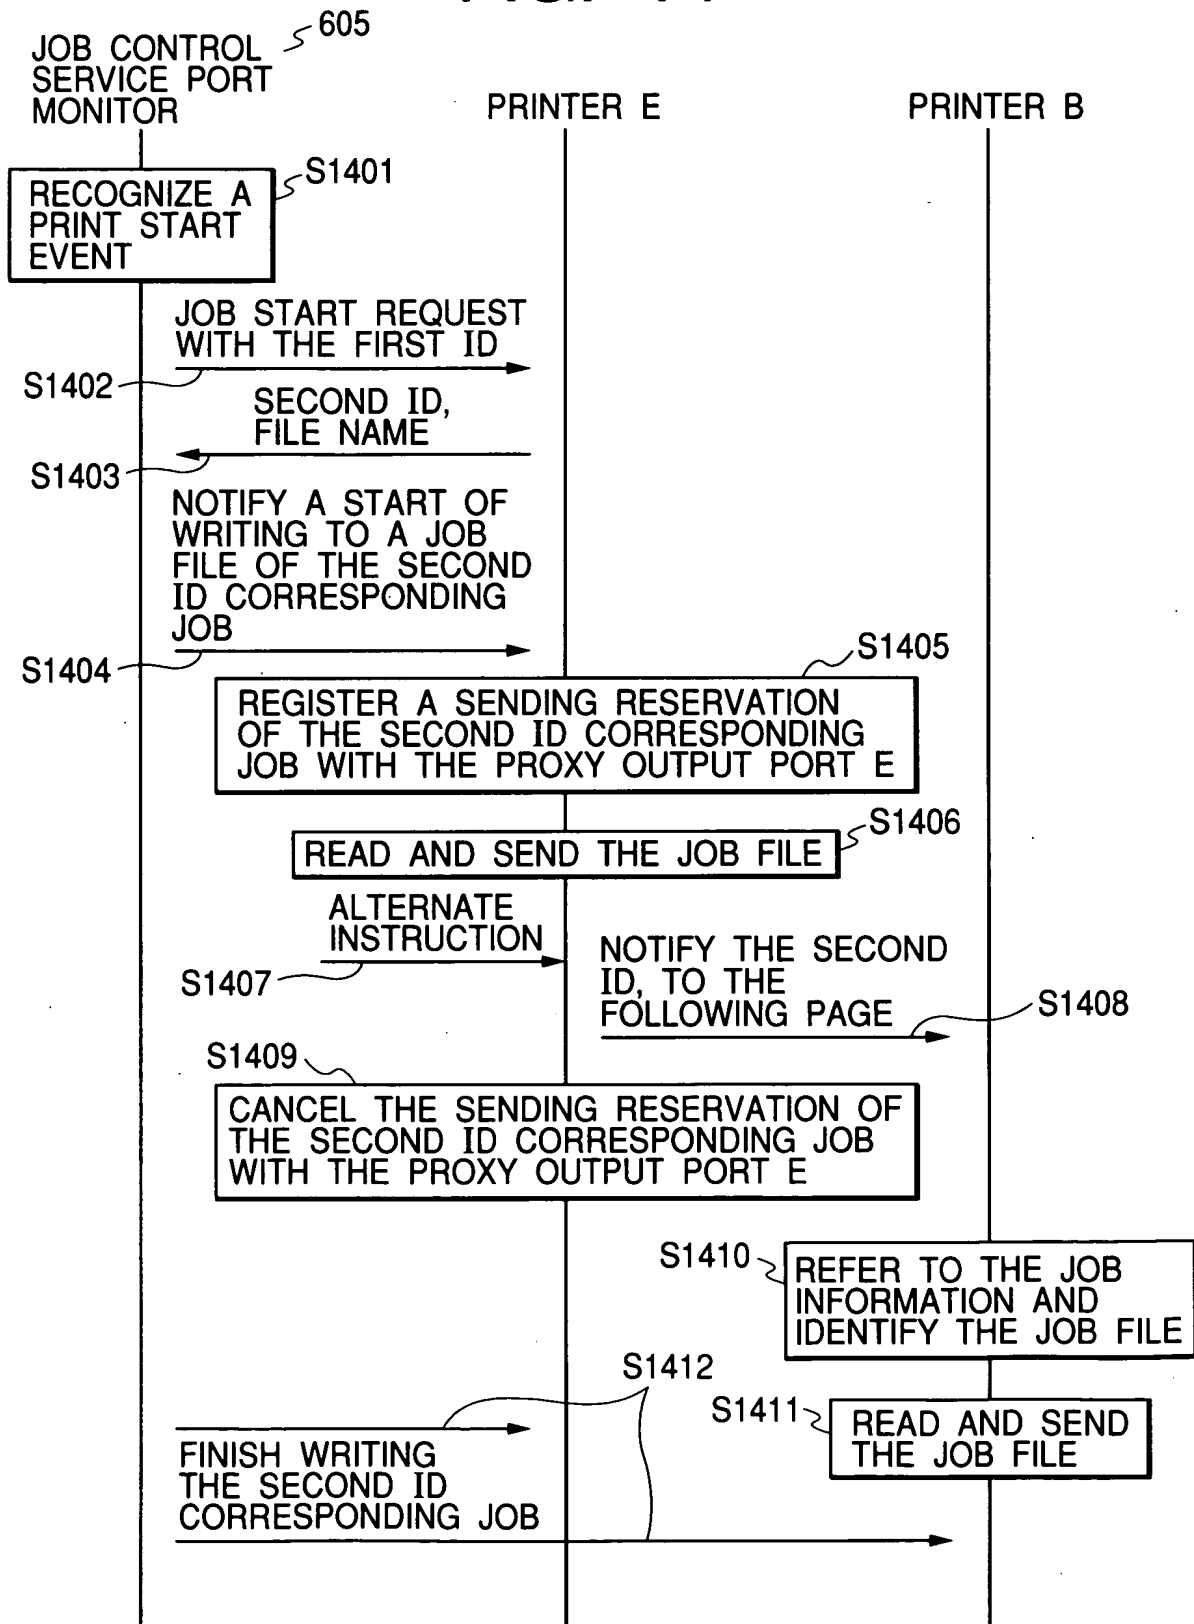 605
JOB CONTROL
SERVICE PORT
MONITOR
PRINTER E
PRINTER B
S1401
RECOGNIZE A
PRINT START
EVENT
JOB START REQUEST
WITH THE FIRST ID
S1402
SECOND ID,
FILE NAME
S1403
NOTIFY A START OF
WRITING TO A JOB
FILE OF THE SECOND
ID CORRESPONDING
JOB
S1404
S1405
REGISTER A SENDING RESERVATION
OF THE SECOND ID CORRESPONDING
JOB WITH THE PROXY OUTPUT PORT E
S1406
READ AND SEND THE JOB FILE
ALTERNATE
INSTRUCTION
S1407
NOTIFY THE SECOND
ID, TO THE
FOLLOWING PAGE
S1408
S1409
CANCEL THE SENDING RESERVATION OF
THE SECOND ID CORRESPONDING JOB
WITH THE PROXY OUTPUT PORT E
S1410
REFER TO THE JOB
INFORMATION AND
IDENTIFY THE JOB FILE
S1412
S1411
READ AND SEND
THE JOB FILE
FINISH WRITING
THE SECOND ID
CORRESPONDING JOB